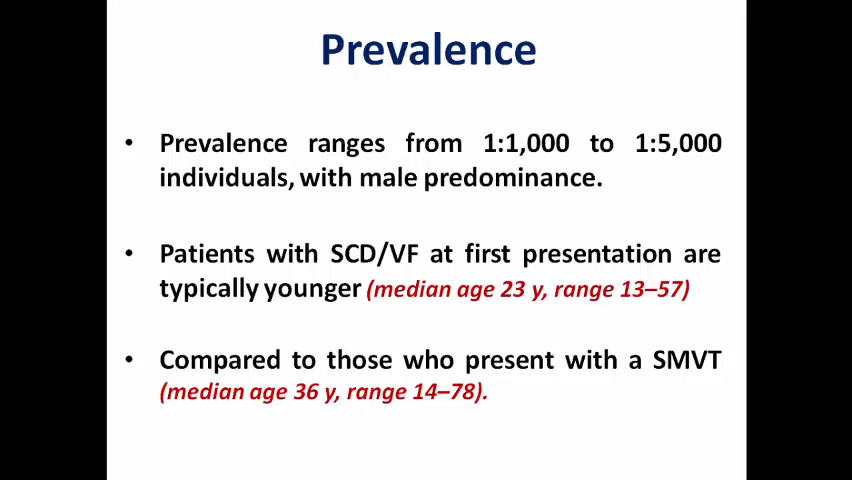 Prevalence
• Prevalence ranges from 1:1,000 to 1:5,000
individuals, with male predominance.
• Patients with SCD/VF at first presentation are
typically younger (median age 23 y, range 13–57)
• Compared to those who present with a SMVT
(median age 36 y, range 14–78).